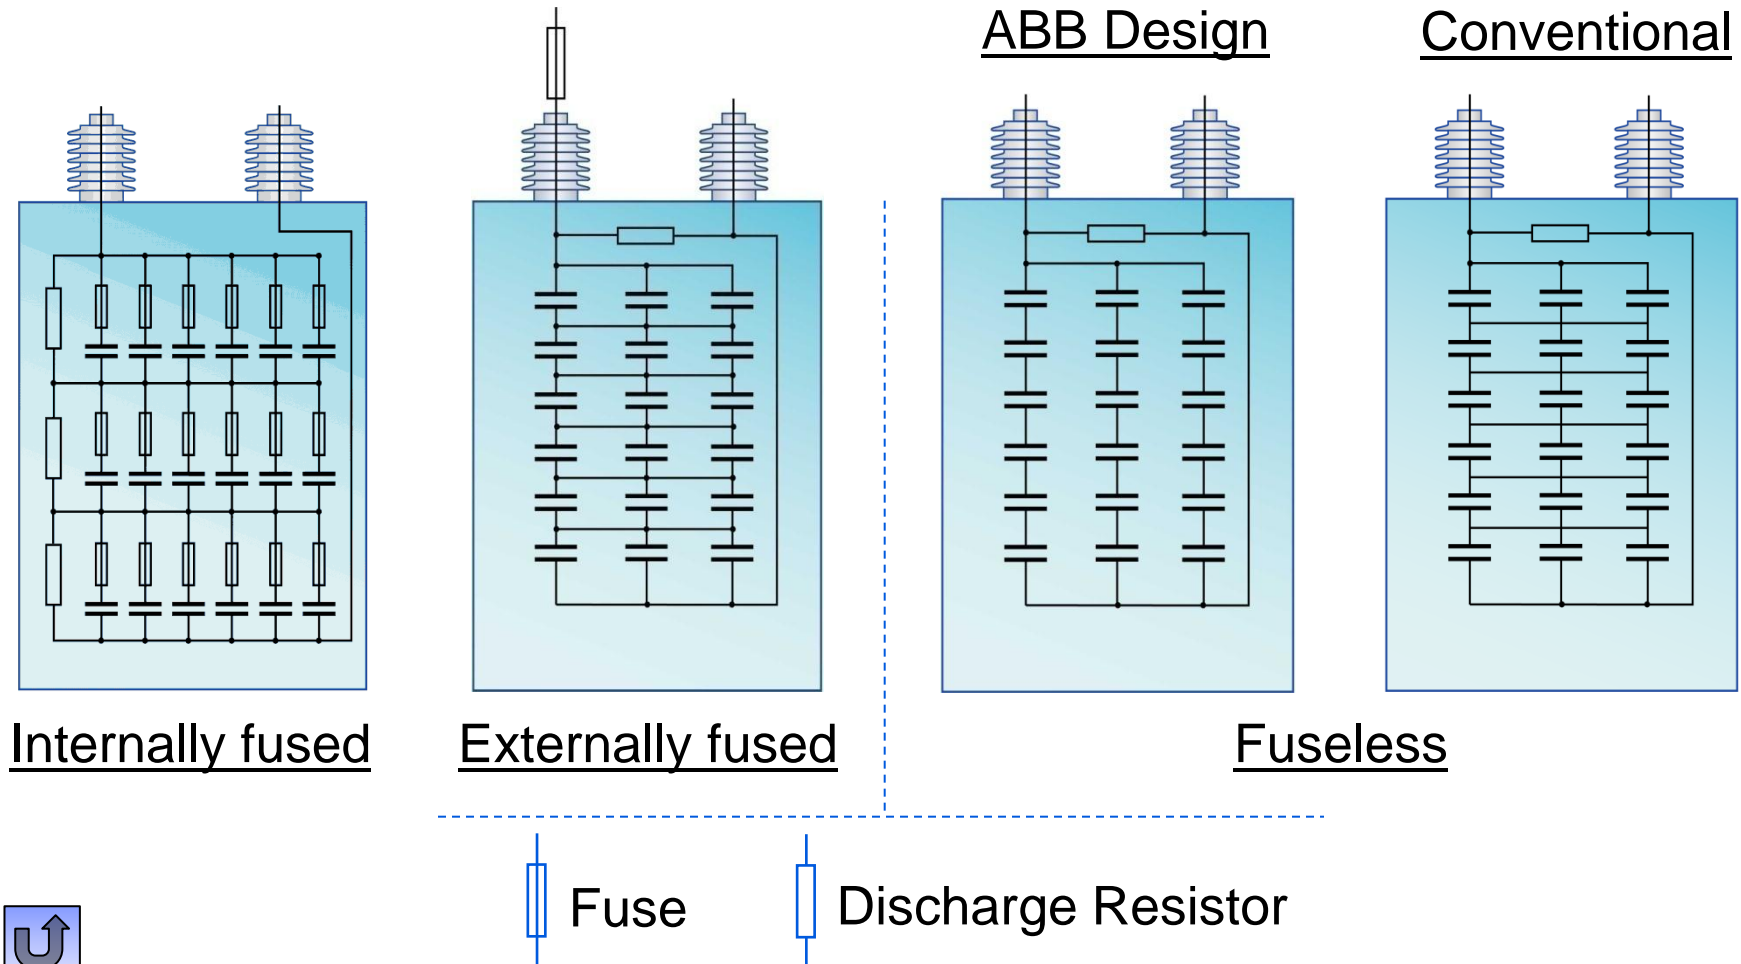 ABB Design
Conventional
Internally fused
Externally fused
Fuseless
Fuse
Discharge Resistor